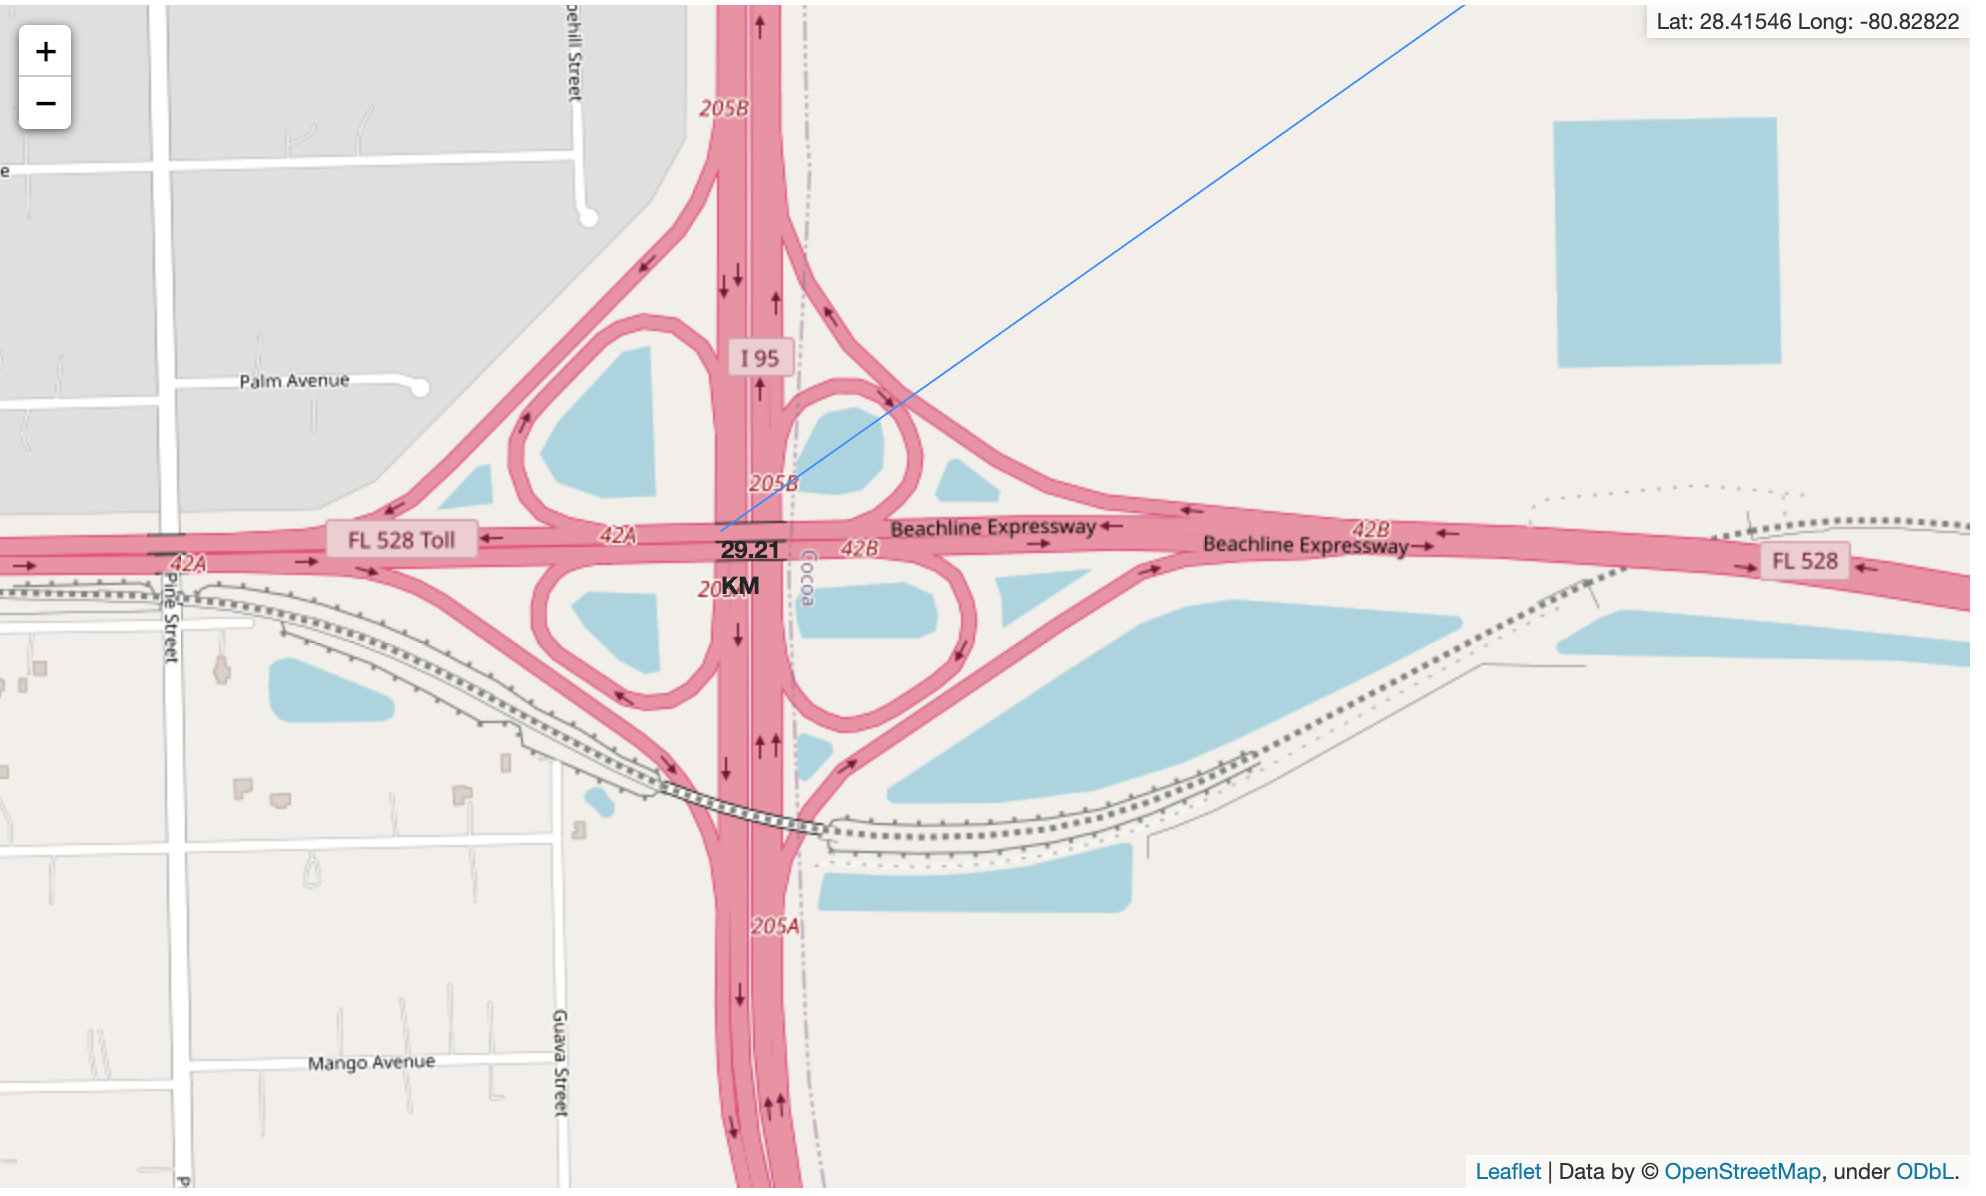 +
−
Lat: 28.41546 Long: -80.82822
pehill Street
205B
e
I 95
Palm Avenue
205B
FL 528 Toll
42A
Beachline Expressway
42B
Beachline Expressway
42A
29.21
KM
42B
FL 528
Cocoa
Pine Street
205A
Guava Street
Mango Avenue
P
Leaflet | Data by © OpenStreetMap, under ODbL.